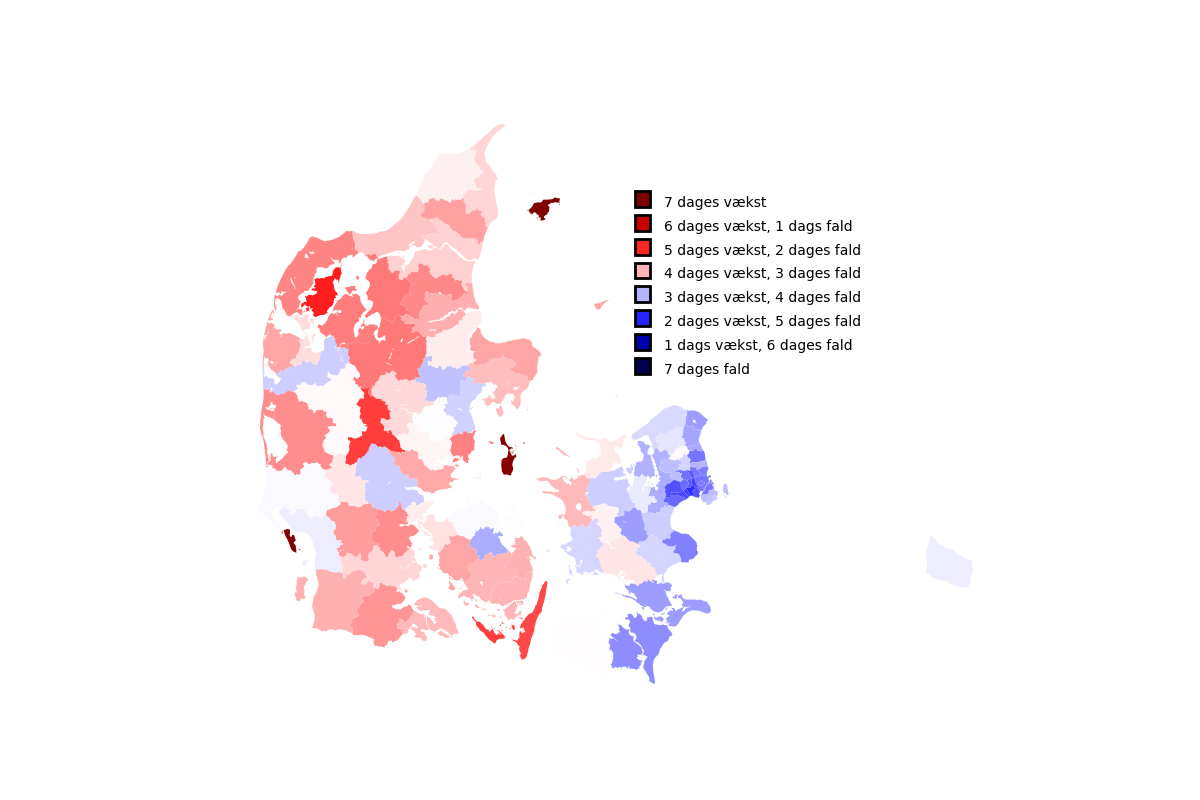 7 dages vækst
6 dages vækst, 1 dags fald
5 dages vækst, 2 dages fald
4 dages vækst, 3 dages fald
3 dages vækst, 4 dages fald
2 dages vækst, 5 dages fald
1 dags vækst, 6 dages fald
7 dages fald